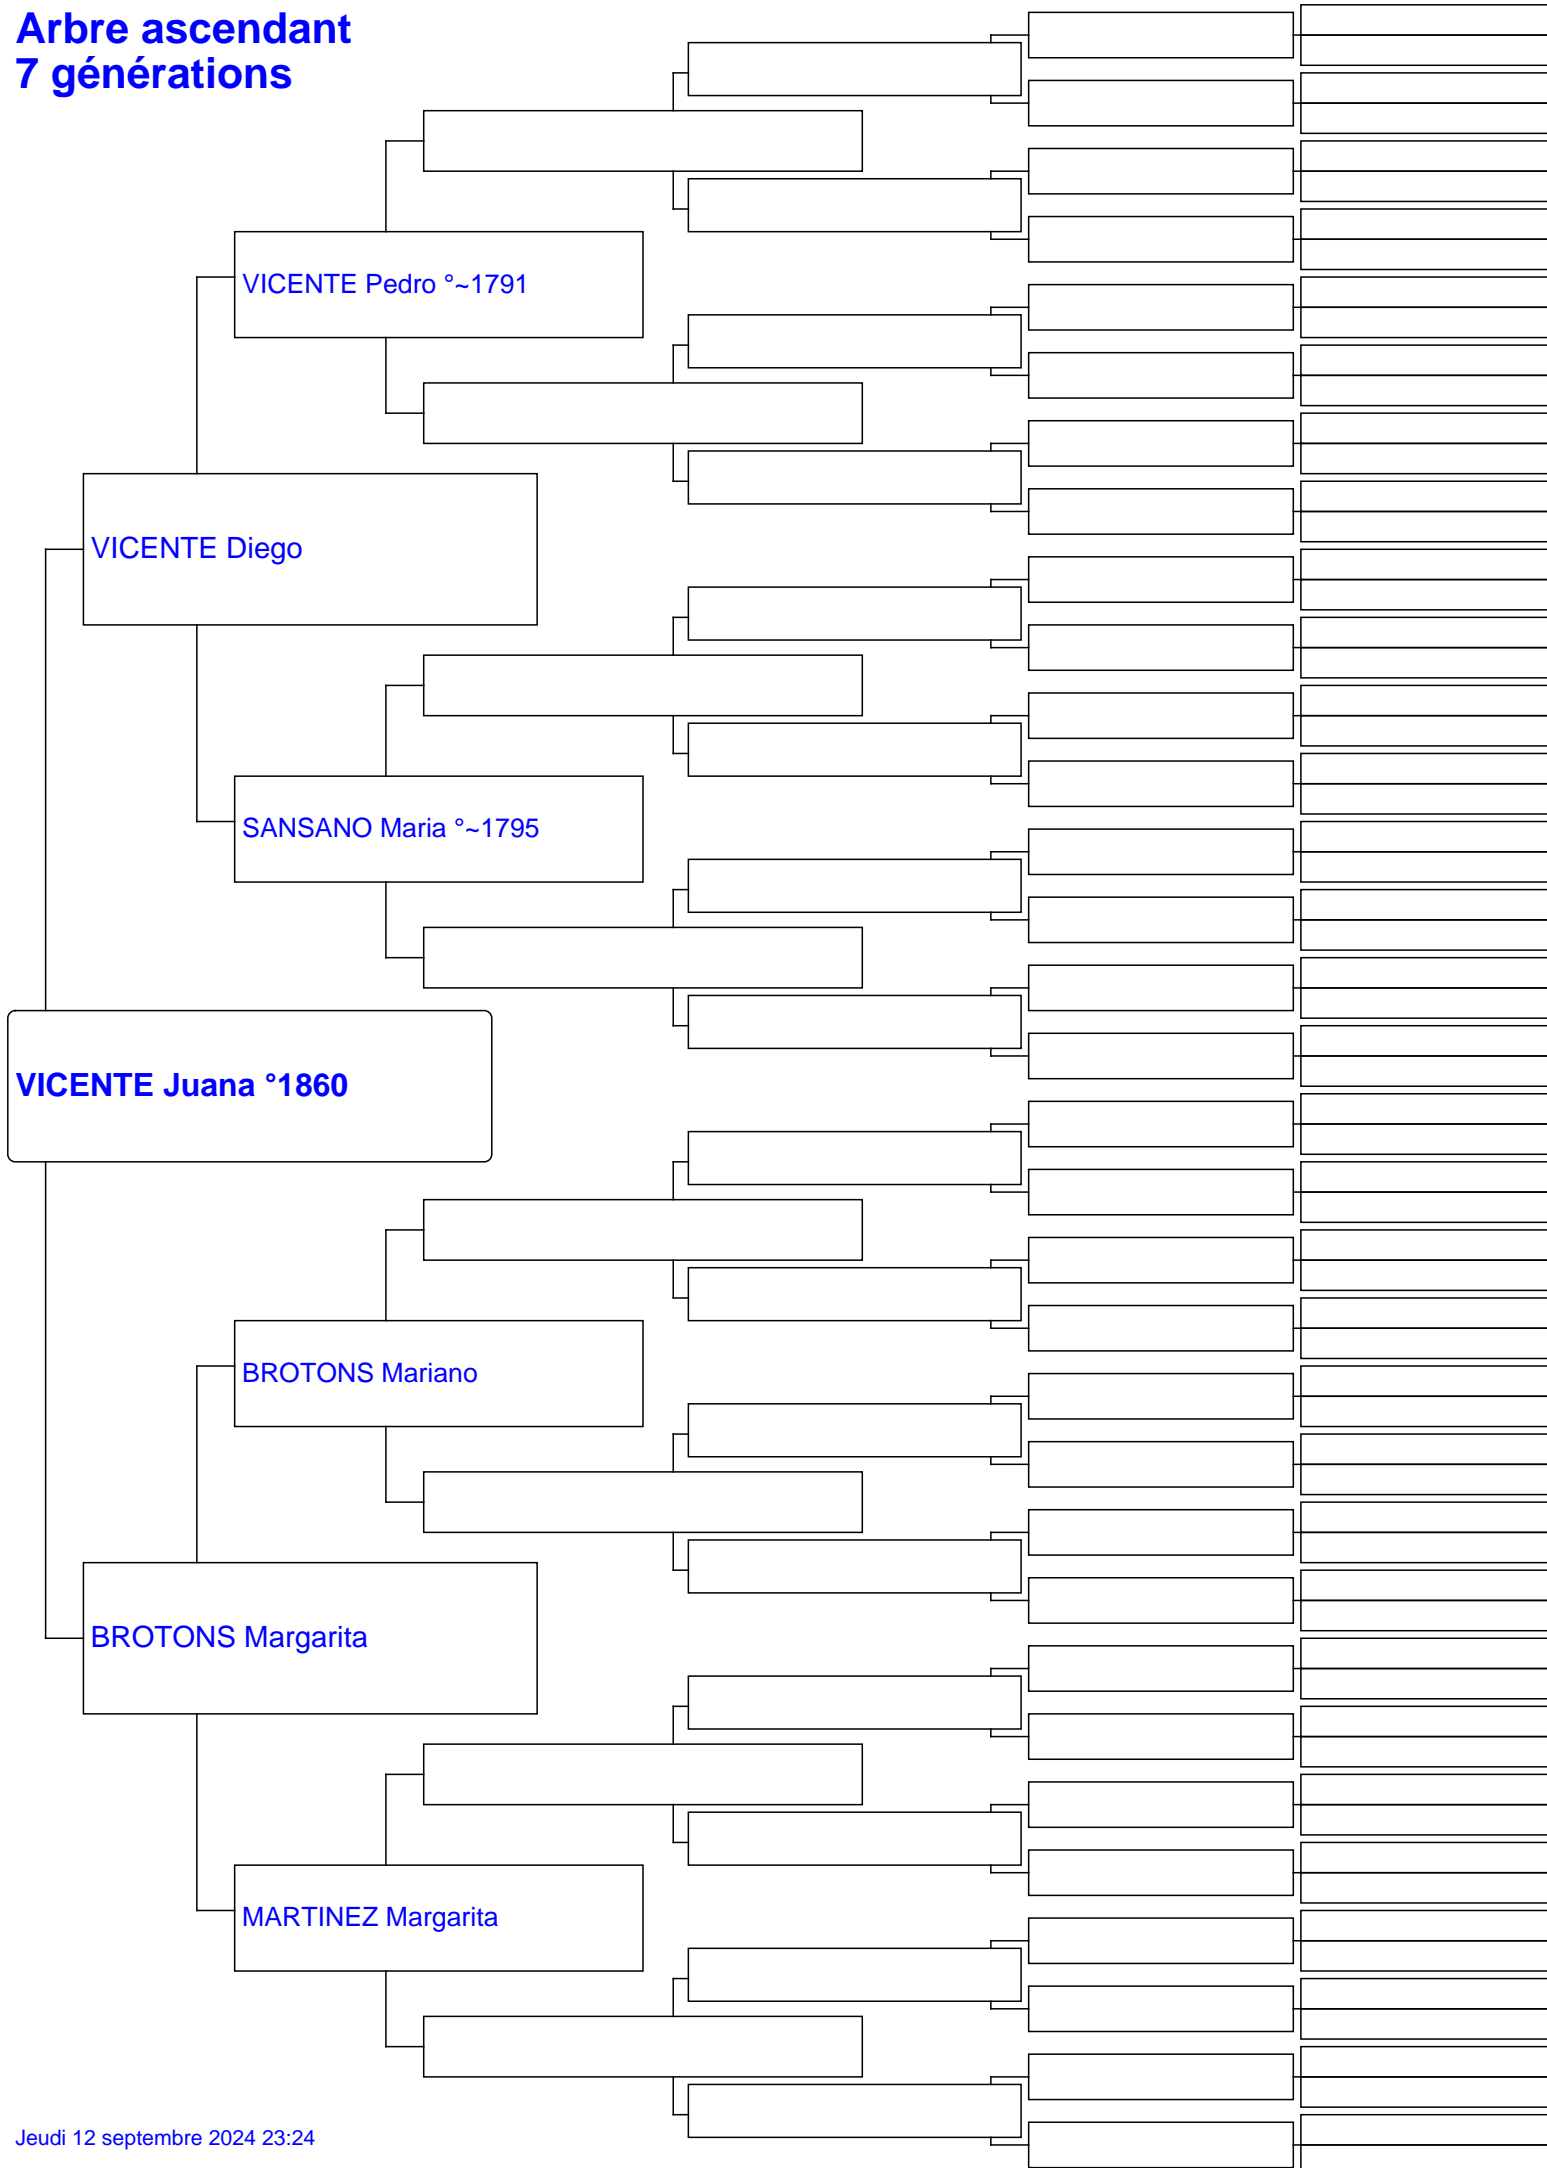 Arbre ascendant
7 générations
VICENTE Pedro °~1791
VICENTE Diego
SANSANO Maria °~1795
VICENTE Juana °1860
BROTONS Mariano
BROTONS Margarita
MARTINEZ Margarita
Jeudi 12 septembre 2024 23:24